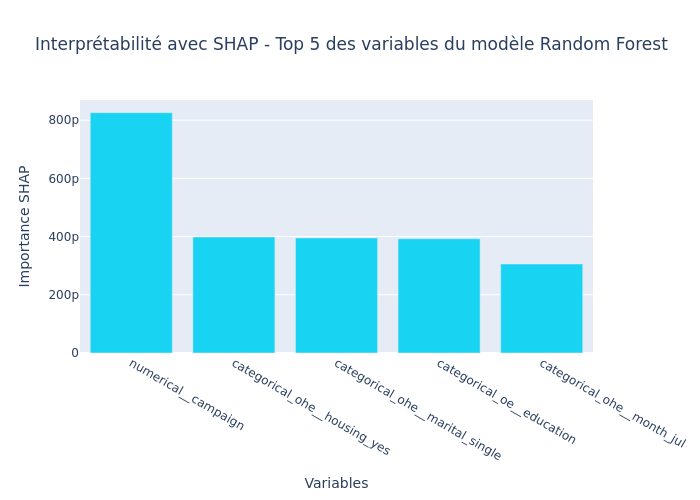 Interprétabilité avec SHAP - Top 5 des variables du modèle Random Forest
Importance SHAP
800p
600p
400p
200p
0
numerical__campaign
categorical_ohe__housing_yes
categorical_ohe__marital_single
categorical_oe__education
categorical_ohe__month_jul
Variables